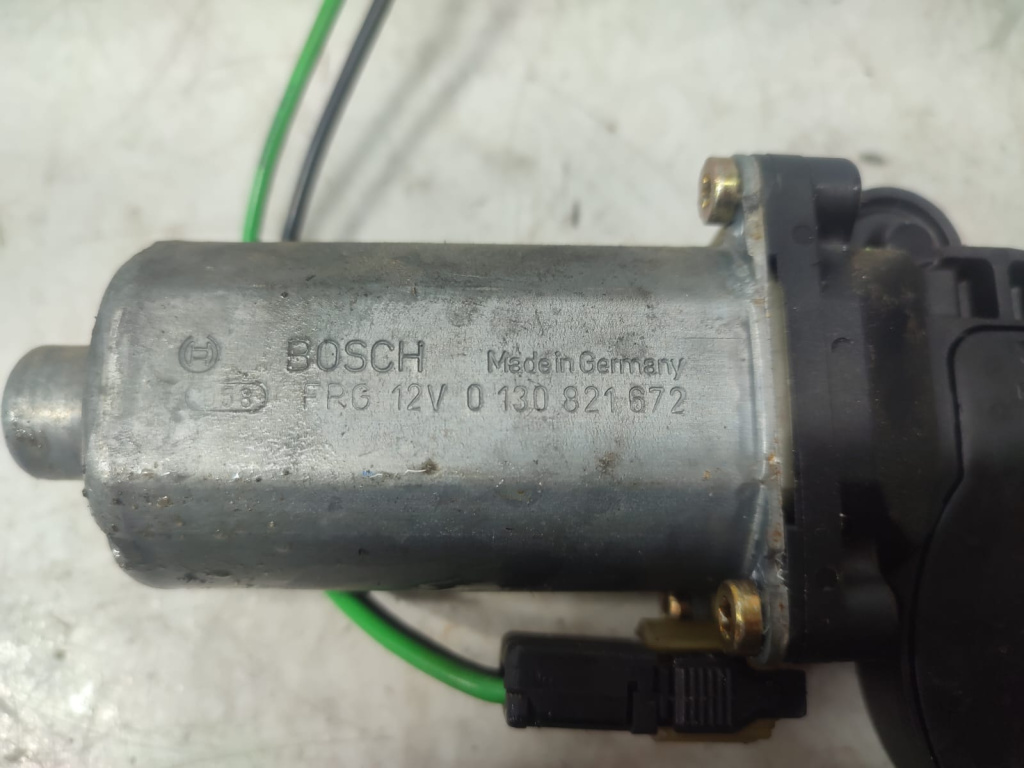 BOSCH Made in Germany
FRG 12V 0 130 821 672